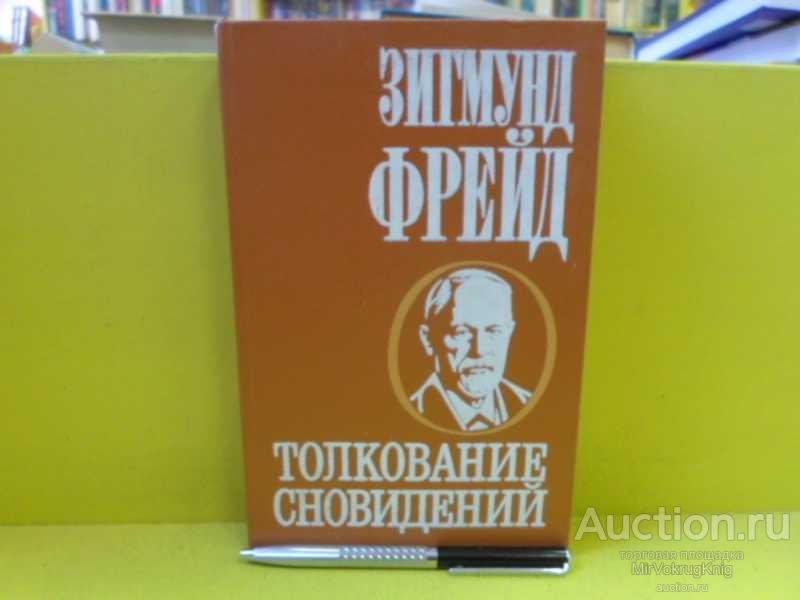 ЗИГМУНД
ФРЕЙД
ТОЛКОВАНИЕ
СНОВИДЕНИЙ
Auction.ru
торговая площадка
MirVokrugKnig
auction.ru